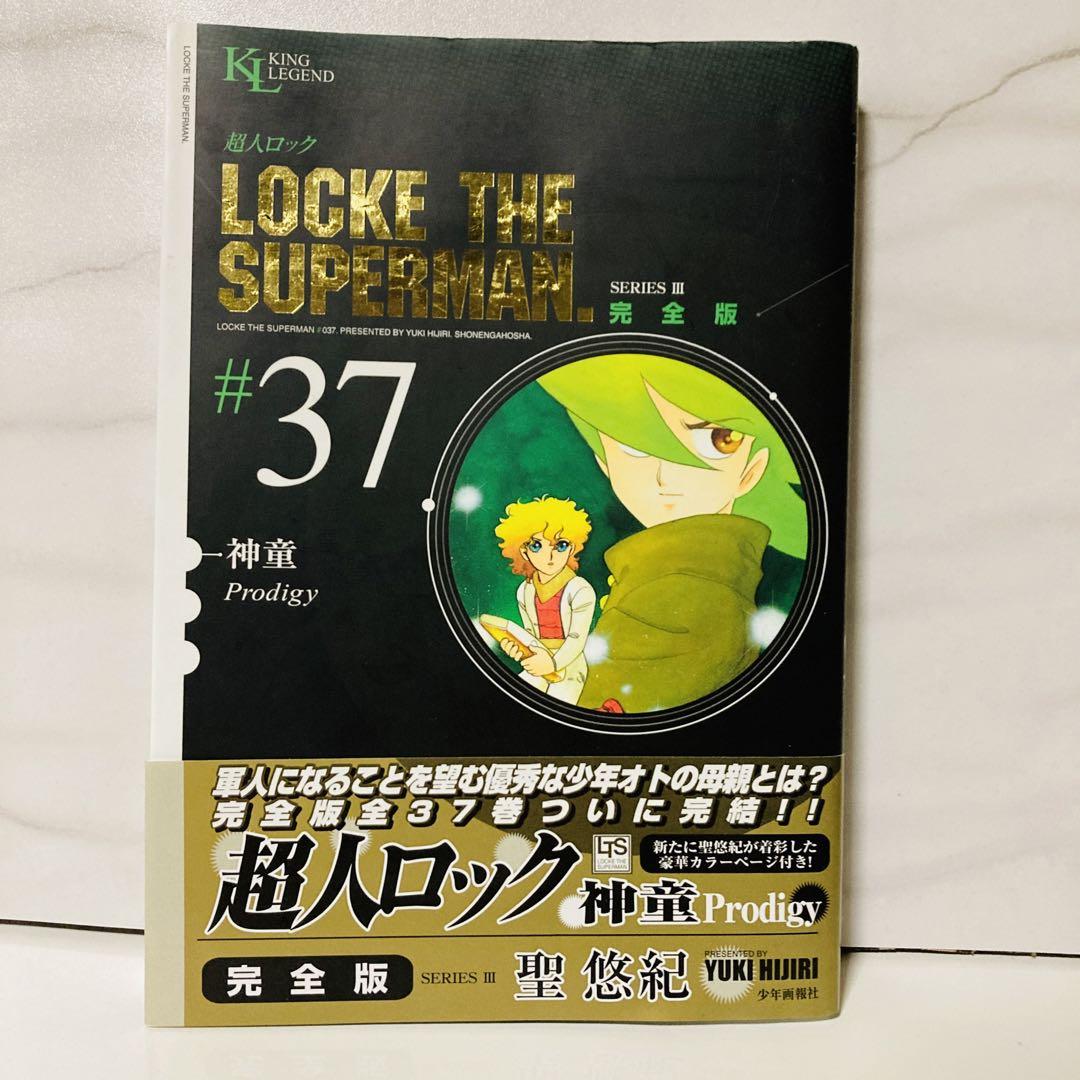 LOCKE THE SUPERMAN.
KL KING
LEGEND
超人ロック
LOCKE THE
SUPERMAN.
SERIES III
完全版
LOCKE THE SUPERMAN #037. PRESENTED BY YUKI HIJIRI. SHONENGAHOSHA.
#37
神童
Prodigy
軍人になることを望む優秀な少年オトの母親とは?
完全版全37巻ついに完結!!
超人ロック
LTS
LOCKE THE
SUPERMAN
新たに聖悠紀が着彩した
豪華カラーページ付き!
神童Prodigy
完全版
SERIES III
聖 悠紀
PRESENTED BY
YUKI HIJIRI
少年画報社